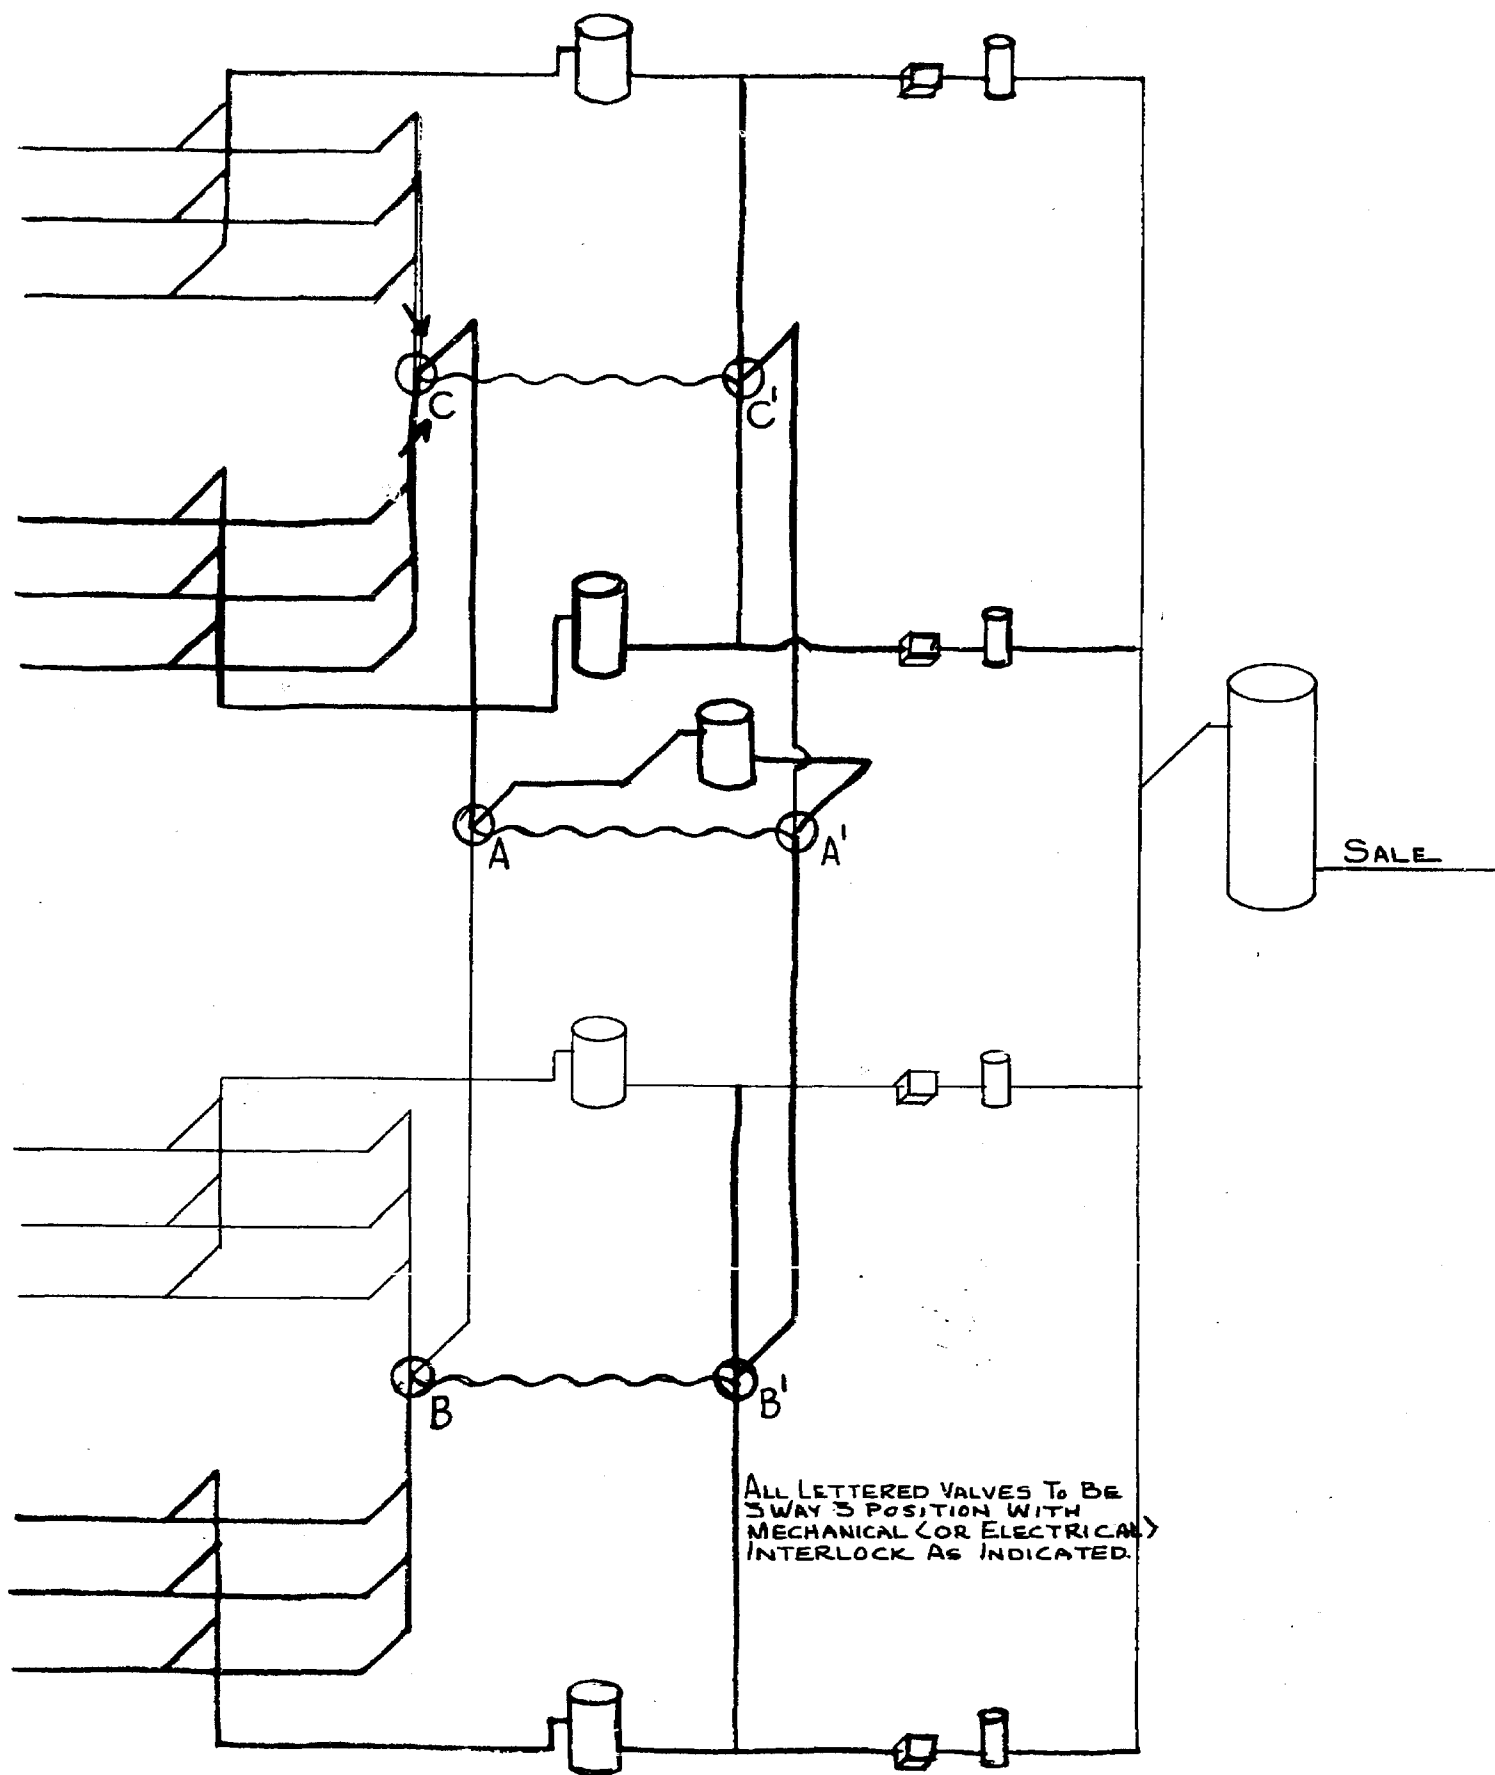 C
C'
A
A'
SALE
B
B'
ALL LETTERED VALVES TO BE
3 WAY 3 POSITION WITH
MECHANICAL (OR ELECTRICAL)
INTERLOCK AS INDICATED.